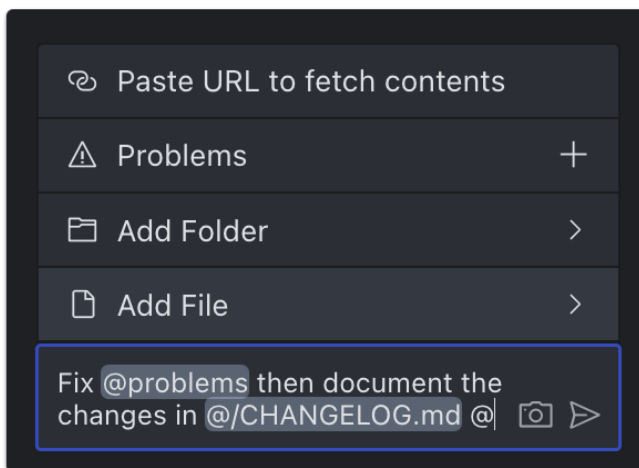 Paste URL to fetch contents
Problems
Add Folder
Add File
Fix @problems then document the
changes in @/CHANGELOG.md @